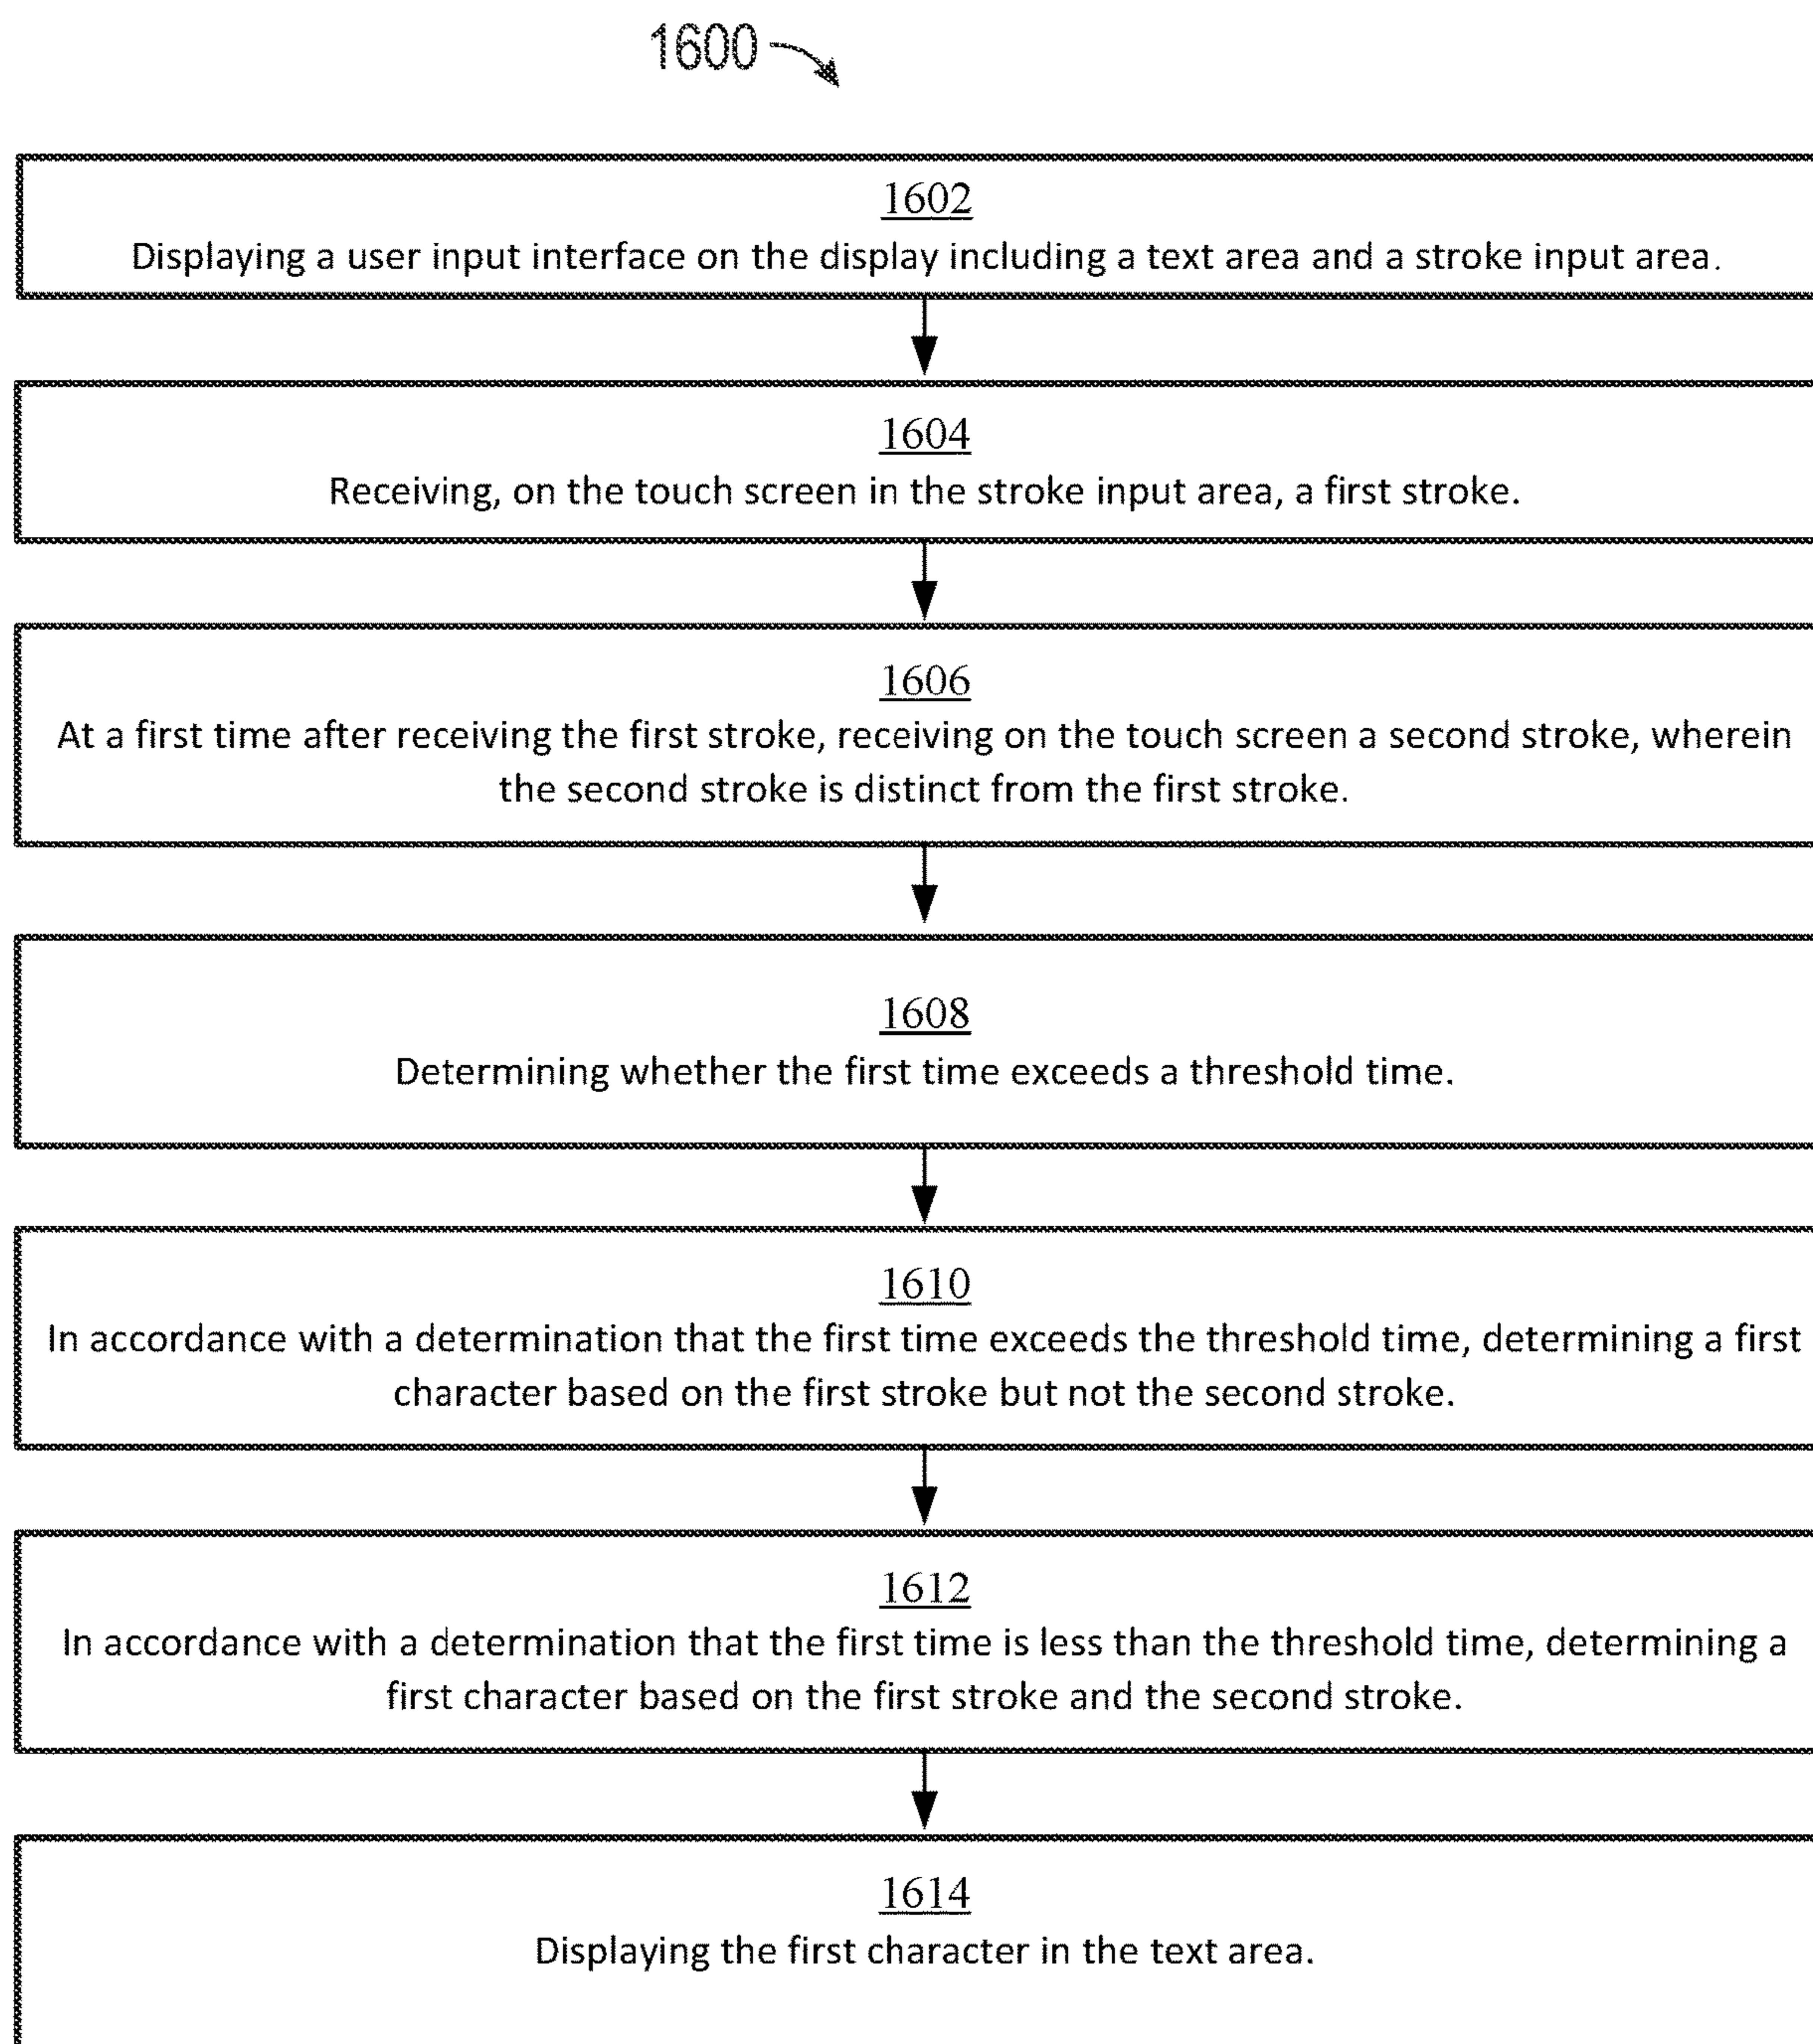 1600
1602
Displaying a user input interface on the display including a text area and a stroke input area.
1604
Receiving, on the touch screen in the stroke input area, a first stroke.
1606
At a first time after receiving the first stroke, receiving on the touch screen a second stroke, wherein
the second stroke is distinct from the first stroke.
1608
Determining whether the first time exceeds a threshold time.
1610
In accordance with a determination that the first time exceeds the threshold time, determining a first
character based on the first stroke but not the second stroke.
1612
In accordance with a determination that the first time is less than the threshold time, determining a
first character based on the first stroke and the second stroke.
1614
Displaying the first character in the text area.